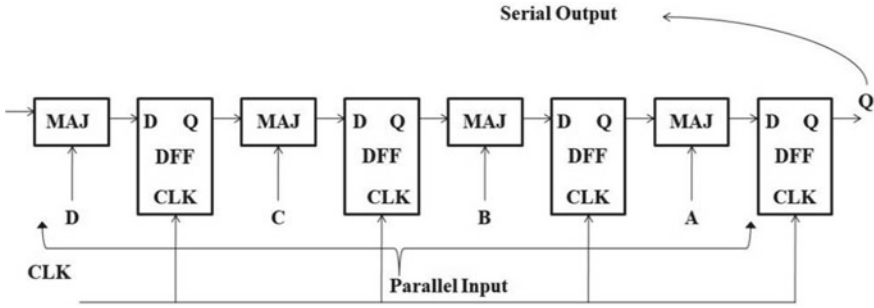 Serial Output
Q
MAJ D Q MAJ D Q MAJ D Q MAJ D Q
DFF DFF DFF DFF
CLK CLK CLK CLK
D C B A
CLK
Parallel Input